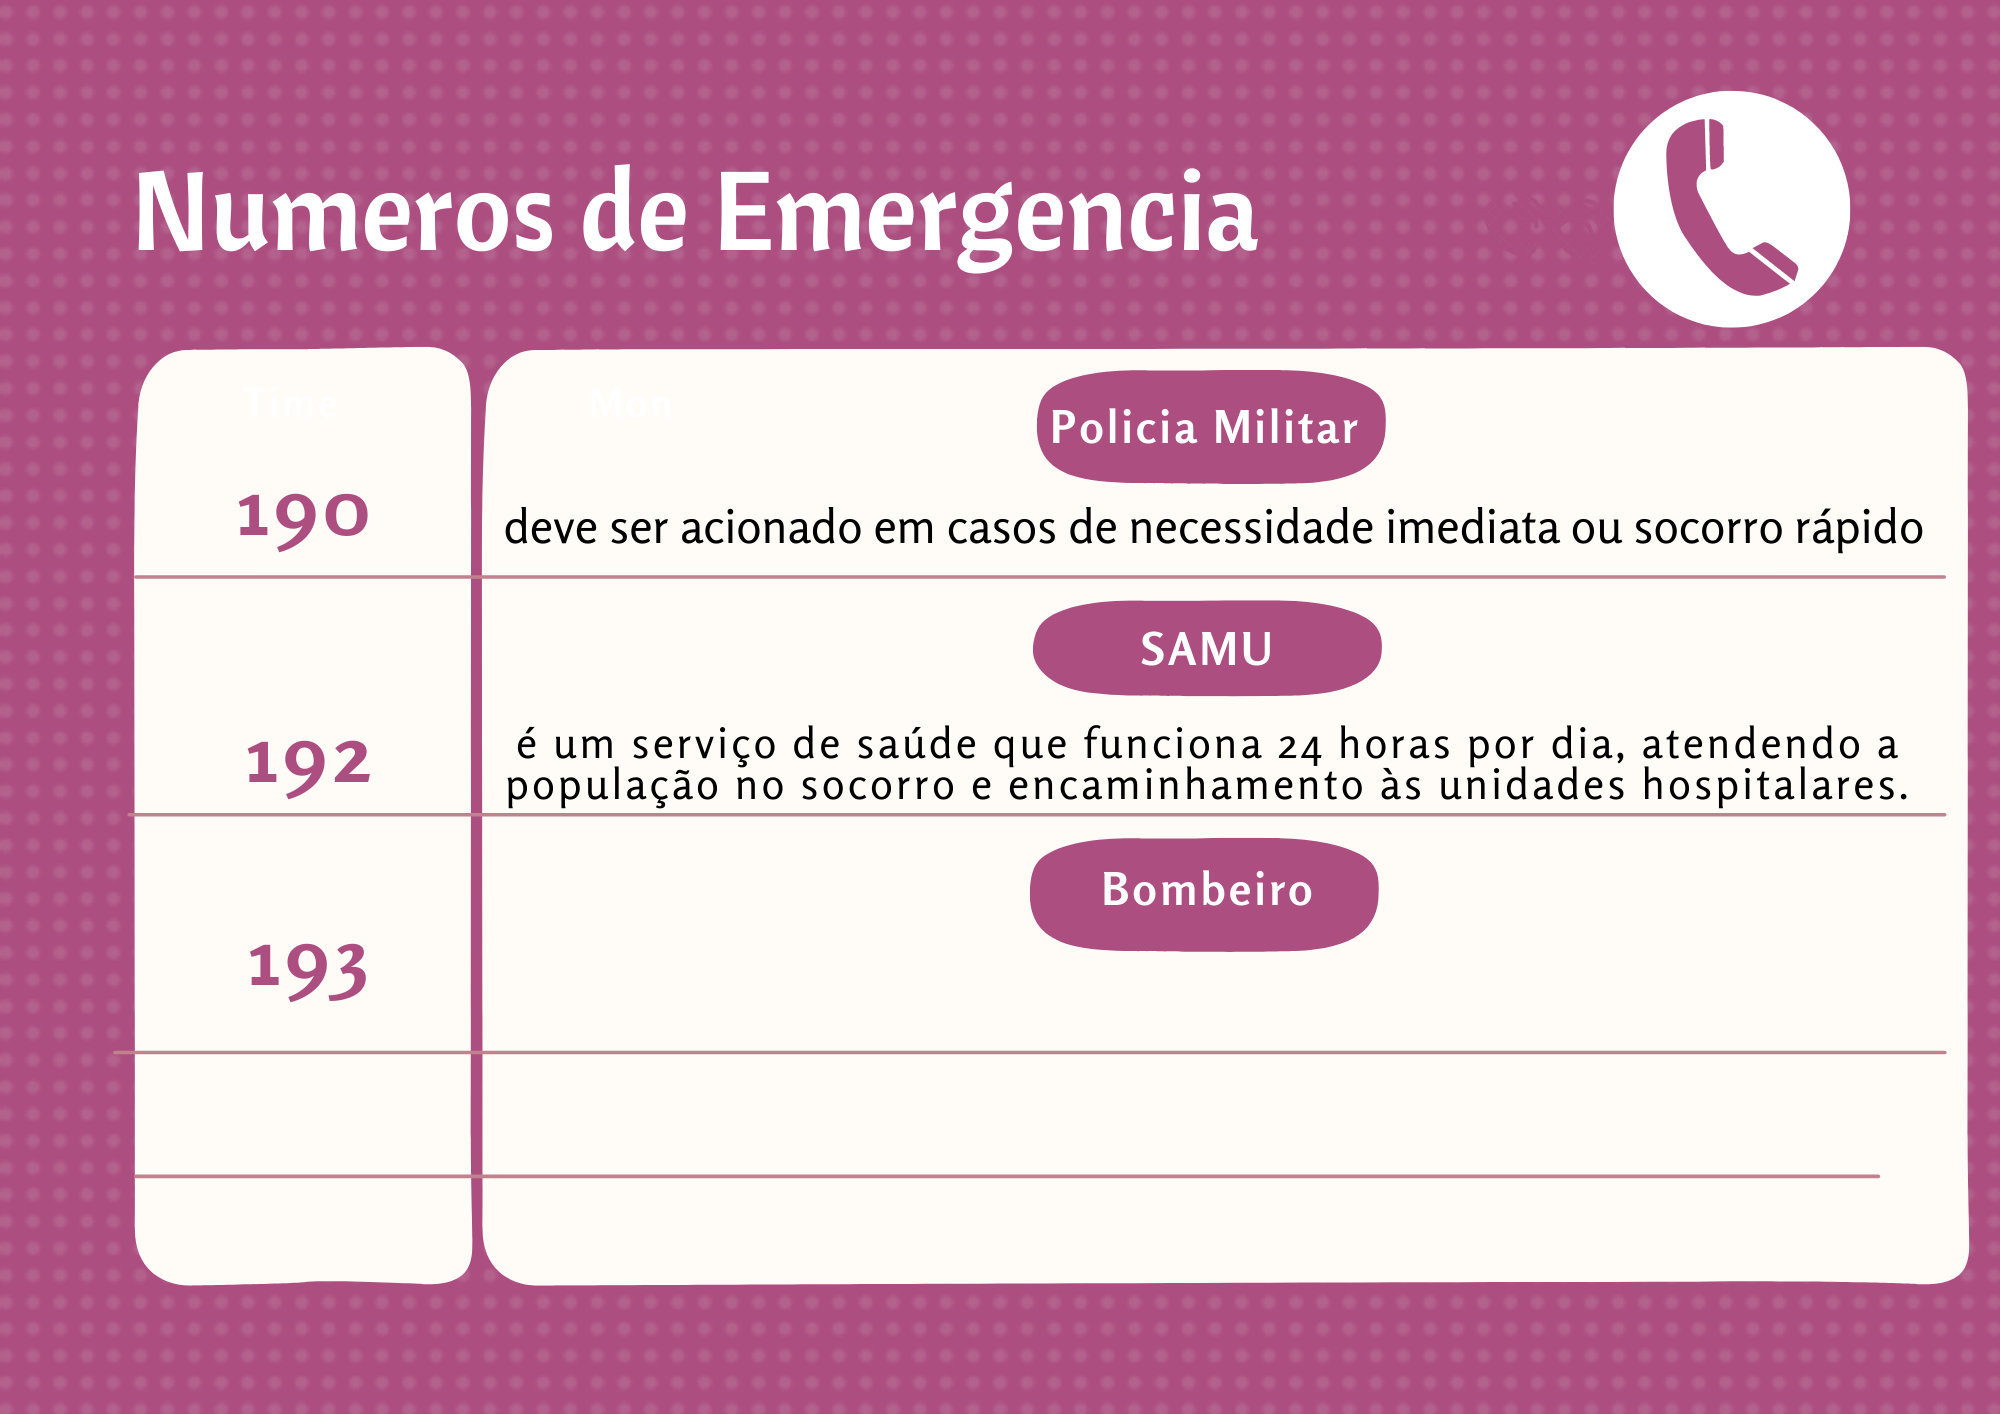 Numeros de Emergencia
Time
Mon
Policia Militar
190
deve ser acionado em casos de necessidade imediata ou socorro rápido
SAMU
192
é um serviço de saúde que funciona 24 horas por dia, atendendo a
população no socorro e encaminhamento às unidades hospitalares.
Bombeiro
193